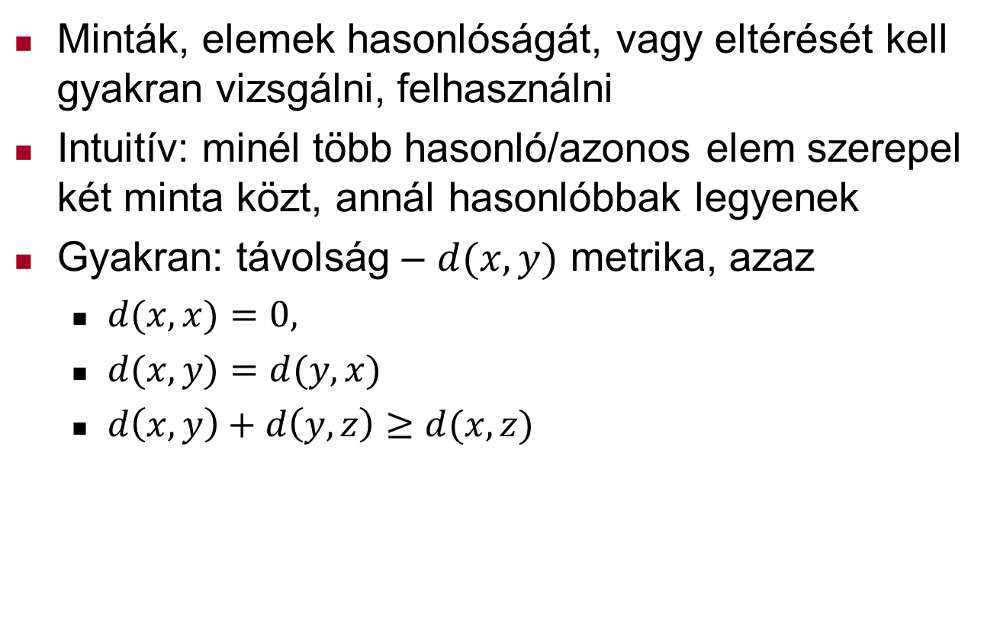 Minták, elemek hasonlóságát, vagy eltérését kell
gyakran vizsgálni, felhasználni
Intuitív: minél több hasonló/azonos elem szerepel
két minta közt, annál hasonlóbbak legyenek
Gyakran: távolság – 𝑑(𝑥, 𝑦) metrika, azaz
𝑑(𝑥, 𝑥) = 0,
𝑑(𝑥, 𝑦) = 𝑑(𝑦, 𝑥)
𝑑(𝑥, 𝑦) + 𝑑(𝑦, 𝑧) ≥ 𝑑(𝑥, 𝑧)